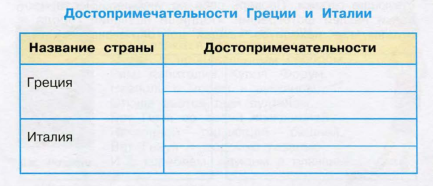 Достопримечательности Греции и Италии
Название страны Достопримечательности
Греция
Италия